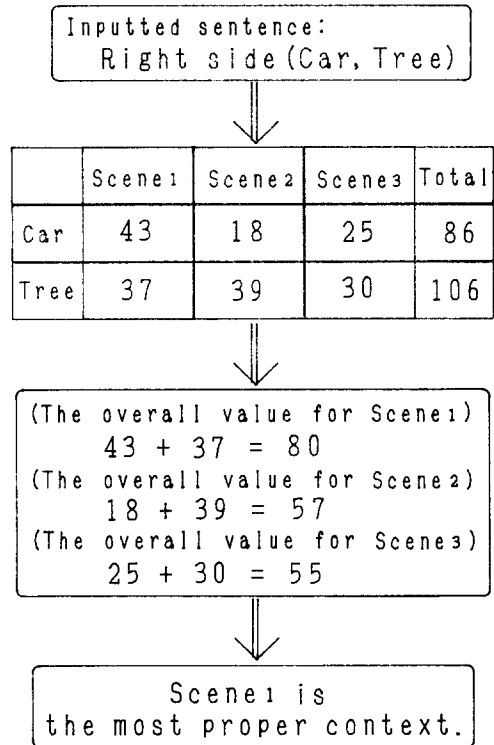 Inputted sentence:
Right side(Car, Tree)
Scene1 Scene2 Scene3 Total
Car 43 18 25 86
Tree 37 39 30 106
(The overall value for Scene1)
43 + 37 = 80
(The overall value for Scene2)
18 + 39 = 57
(The overall value for Scene3)
25 + 30 = 55
Scene1 is
the most proper context.